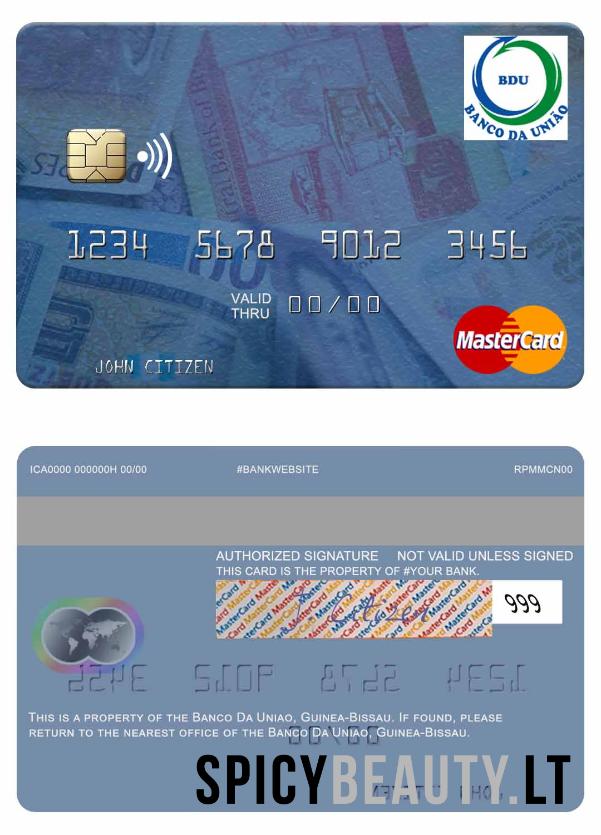 BDU
BANCO DA UNIÃO
1234 5678 9012 3456
VALID THRU 00/00
MasterCard
JOHN CITIZEN
ICA0000 000000H 00/00 #BANKWEBSITE RPMMCN00
AUTHORIZED SIGNATURE NOT VALID UNLESS SIGNED
THIS CARD IS THE PROPERTY OF #YOUR BANK.
999
THIS IS A PROPERTY OF THE BANCO DA UNIAO, GUINEA-BISSAU. IF FOUND, PLEASE
RETURN TO THE NEAREST OFFICE OF THE BANCO DA UNIAO, GUINEA-BISSAU.
SPICYBEAUTY.LT